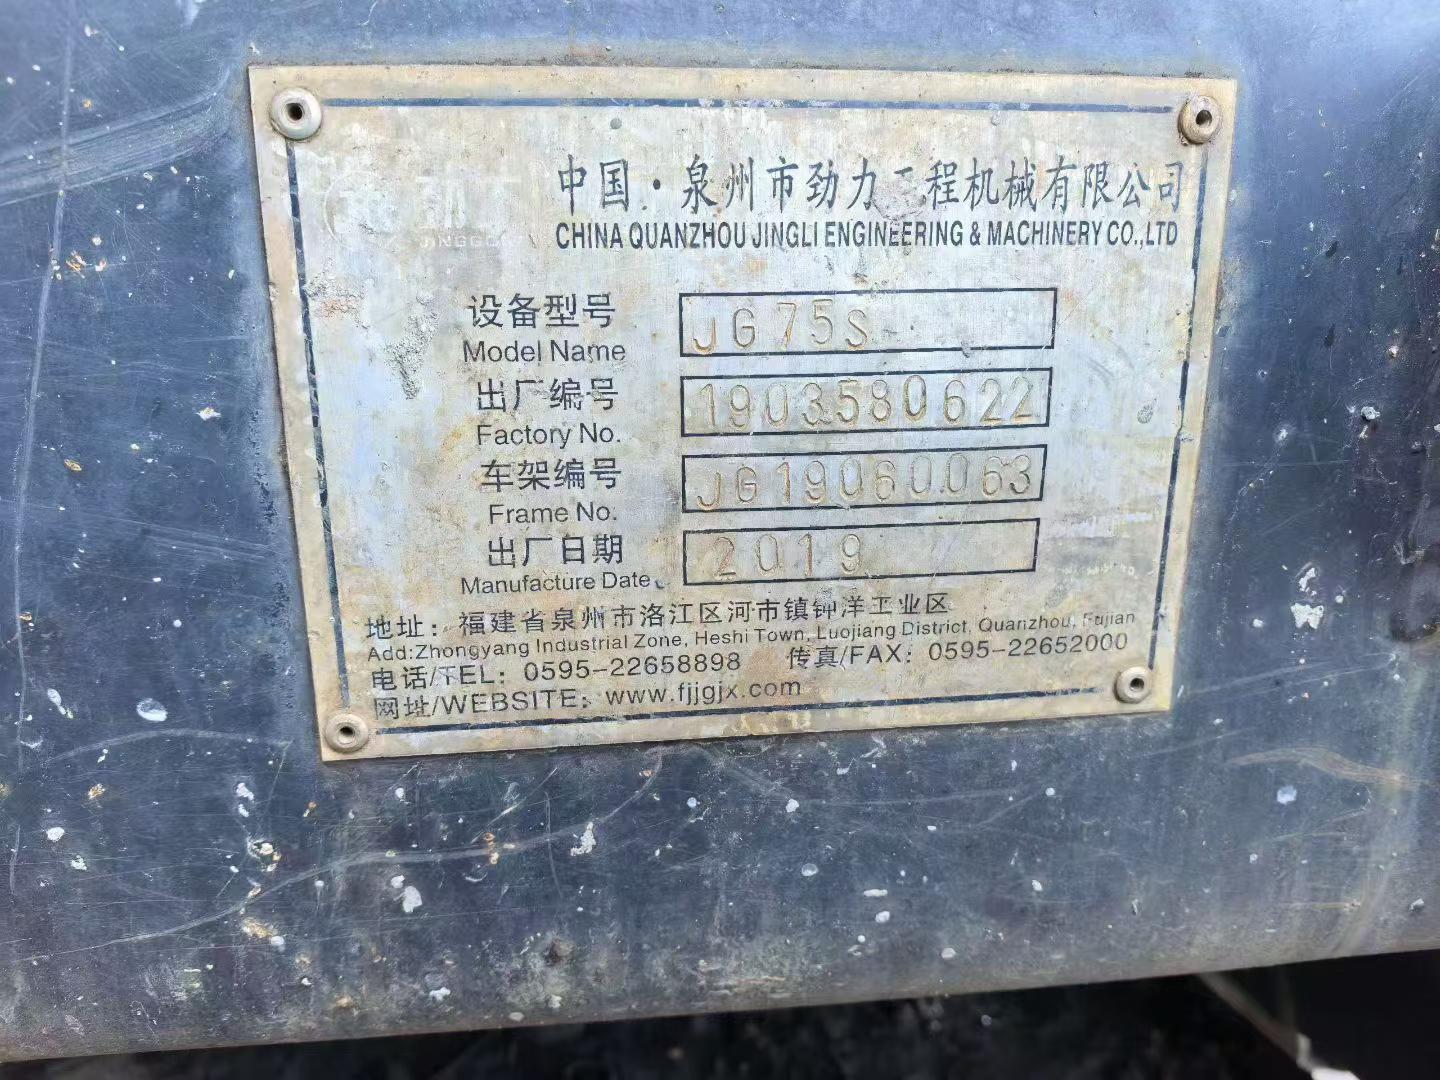 中国·泉州市劲力工程机械有限公司
JINGGONG
CHINA QUANZHOU JINGLI ENGINEERING & MACHINERY CO.,LTD
设备型号 JG75S
Model Name
出厂编号 1903580622
Factory No.
车架编号 JG19060063
Frame No.
出厂日期 2019
Manufacture Date
地址：福建省泉州市洛江区河市镇钟洋工业区
Add:Zhongyang Industrial Zone, Heshi Town, Luojiang District, Quanzhou, Fujian
电话/TEL：0595-22658898 传真/FAX：0595-22652000
网址/WEBSITE：www.fjjgjx.com